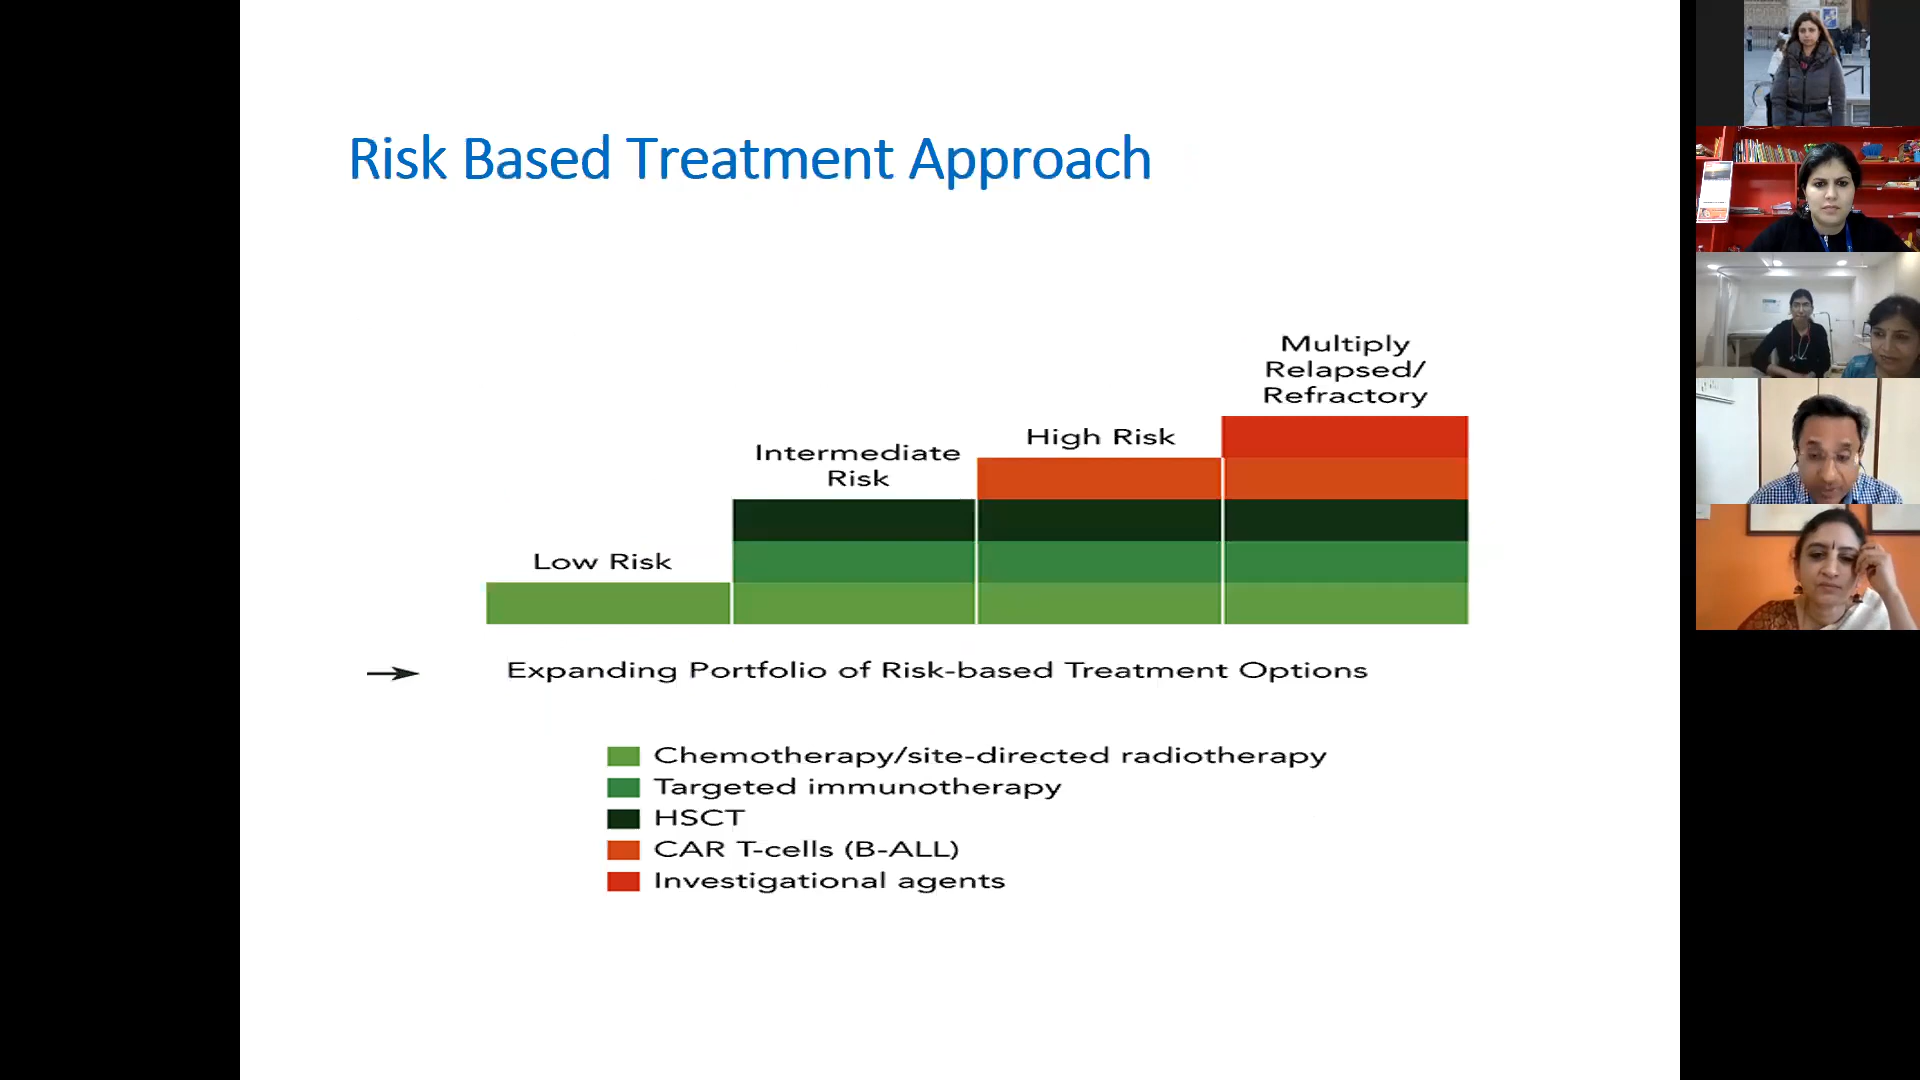 Risk Based Treatment Approach
Multiply
Relapsed/
Refractory
High Risk
Intermediate
Risk
Low Risk
Expanding Portfolio of Risk-based Treatment Options
Chemotherapy/site-directed radiotherapy
Targeted immunotherapy
HSCT
CAR T-cells (B-ALL)
Investigational agents